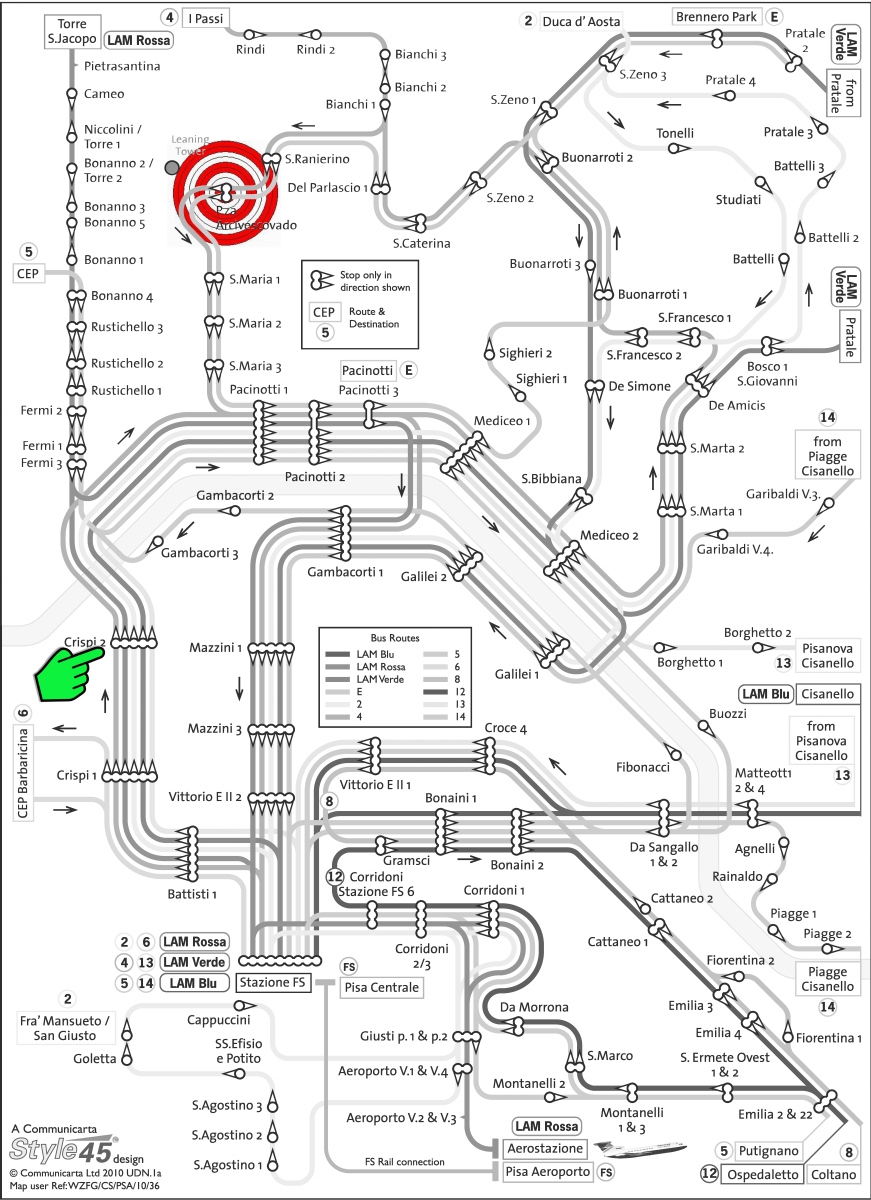 Torre
S.Jacopo
LAM Rossa
4
I Passi
2
Duca d' Aosta
Brennero Park
E
Pratale
2
LAM
Verde
from
Pratale
Rindi
Rindi 2
Bianchi 3
Bianchi 2
Bianchi 1
Pietrasantina
Cameo
Niccolini /
Torre 1
Bonanno 2 /
Torre 2
Bonanno 3
Bonanno 5
Bonanno 1
5
CEP
Bonanno 4
Rustichello 3
Rustichello 2
Rustichello 1
Fermi 2
Fermi 1
Fermi 3
Leaning
Tower
S.Ranierino
P.za
Arcivescovado
Del Parlascio 1
S.Caterina
S.Zeno 2
S.Zeno 1
S.Zeno 3
Pratale 4
Pratale 3
Tonelli
Battelli 3
Studiati
Battelli 2
Battelli
Buonarroti 2
Buonarroti 3
Buonarroti 1
S.Maria 1
S.Maria 2
S.Maria 3
Stop only in
direction shown
CEP
5
Route &
Destination
S.Francesco 1
S.Francesco 2
LAM
Verde
Pratale
Bosco 1
S.Giovanni
De Amicis
De Simone
Sighieri 2
Sighieri 1
Pacinotti
E
Pacinotti 1
Pacinotti 3
Pacinotti 2
Mediceo 1
S.Bibbiana
Mediceo 2
S.Marta 2
S.Marta 1
14
from
Piagge
Cisanello
Garibaldi V.3.
Garibaldi V.4.
Gambacorti 2
Gambacorti 3
Gambacorti 1
Galilei 2
Galilei 1
Crispi 2
Mazzini 1
Mazzini 3
Vittorio E II 2
Bus Routes
LAM Blu
LAM Rossa
LAM Verde
E
2
4
5
6
8
12
13
14
Borghetto 2
Borghetto 1
13
Pisanova
Cisanello
LAM Blu
Cisanello
from
Pisanova
Cisanello
13
Buozzi
Fibonacci
Croce 4
Vittorio E II 1
Matteotti
2 & 4
6
CEP Barbaricina
Crispi 1
Battisti 1
8
Bonaini 1
Gramsci
Bonaini 2
Da Sangallo
1 & 2
Agnelli
Rainaldo
Piagge 1
Piagge 2
Piagge
Cisanello
14
12
Corridoni
Stazione FS 6
Corridoni 1
Corridoni
2/3
Cattaneo 2
Cattaneo 1
Fiorentina 2
Emilia 3
Emilia 4
Fiorentina 1
2
6
LAM Rossa
4
13
LAM Verde
5
14
LAM Blu
Stazione FS
FS
Pisa Centrale
2
Fra' Mansueto /
San Giusto
Goletta
Cappuccini
SS.Efisio
e Potito
S.Agostino 3
S.Agostino 2
S.Agostino 1
Da Morrona
S.Marco
Giusti p. 1 & p.2
Aeroporto V.1 & V.4
Aeroporto V.2 & V.3
Montanelli 2
Montanelli
1 & 3
S. Ermete Ovest
1 & 2
Emilia 2 & 22
LAM Rossa
Aerostazione
Pisa Aeroporto
FS
FS Rail connection
5
Putignano
12
Ospedaletto
8
Coltano
A Communicarta
Style45® design
© Communicarta Ltd 2010 UDN.1a
Map user Ref:WZFG/CS/PSA/10/36